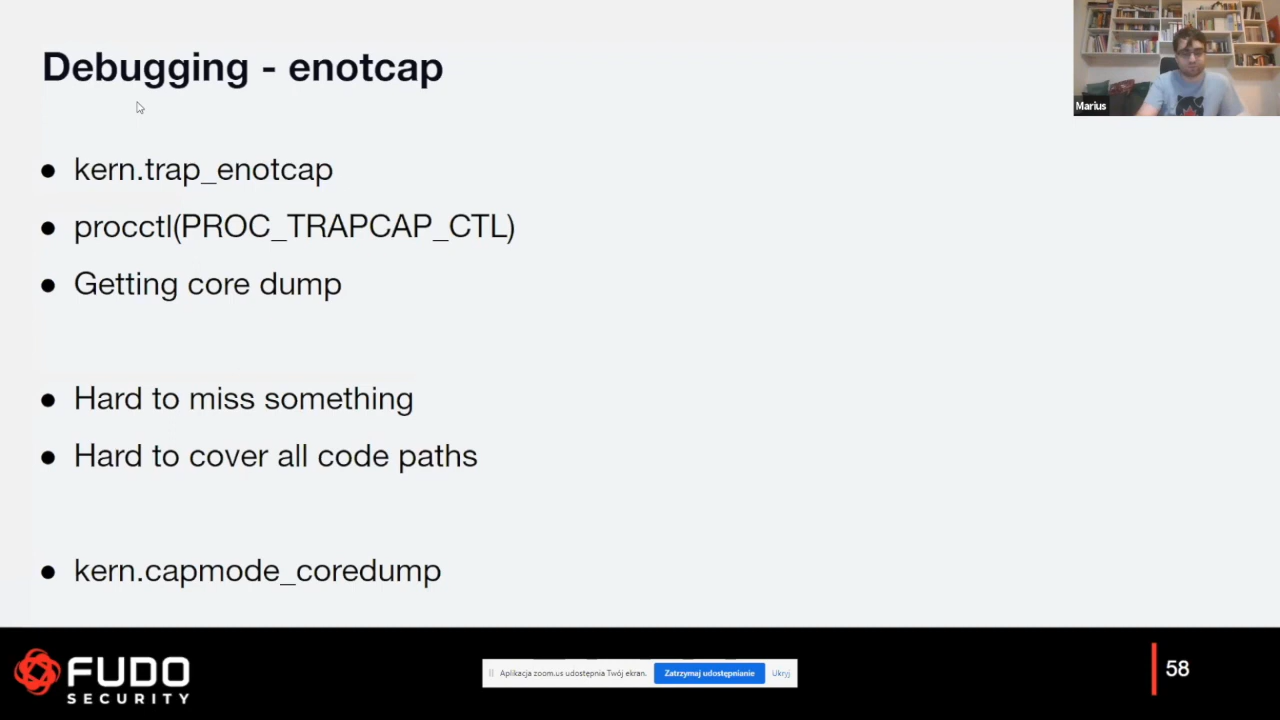 Debugging - enotcap
Marius
● kern.trap_enotcap
● procctl(PROC_TRAPCAP_CTL)
● Getting core dump
● Hard to miss something
● Hard to cover all code paths
● kern.capmode_coredump
FUDO
SECURITY
Aplikacja zoom.us udostępnia Twój ekran. Zatrzymaj udostępnianie Ukryj
58